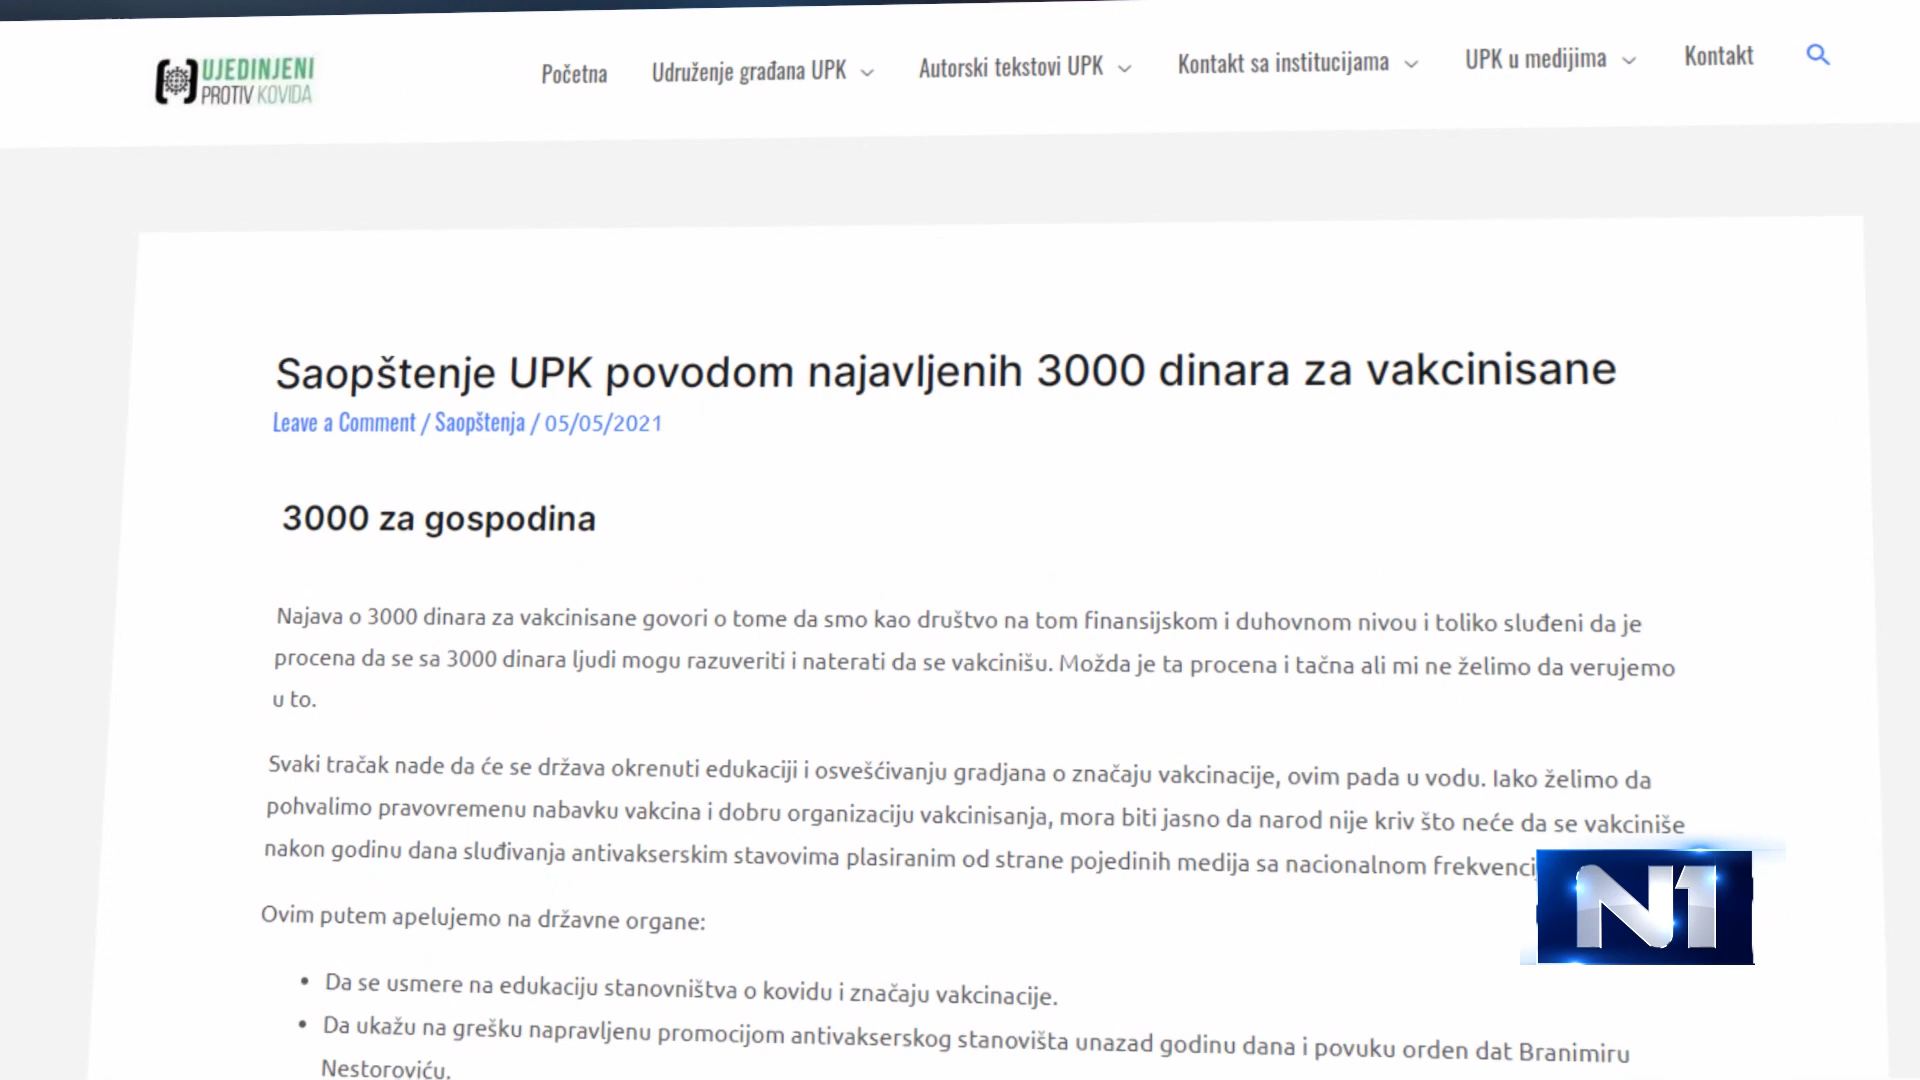 UJEDINJENI
PROTIV KOVIDA
Početna
Udruženje građana UPK
Autorski tekstovi UPK
Kontakt sa institucijama
UPK u medijima
Kontakt
Saopštenje UPK povodom najavljenih 3000 dinara za vakcinisane
Leave a Comment / Saopštenja / 05/05/2021
3000 za gospodina
Najava o 3000 dinara za vakcinisane govori o tome da smo kao društvo na tom finansijskom i duhovnom nivou i toliko sluđeni da je
procena da se sa 3000 dinara ljudi mogu razuveriti i naterati da se vakcinišu. Možda je ta procena i tačna ali mi ne želimo da verujemo
u to.
Svaki tračak nade da će se država okrenuti edukaciji i osvešćivanju gradjana o značaju vakcinacije, ovim pada u vodu. Iako želimo da
pohvalimo pravovremenu nabavku vakcina i dobru organizaciju vakcinisanja, mora biti jasno da narod nije kriv što neće da se vakciniše
nakon godinu dana sluđivanja antivakserskim stavovima plasiranim od strane pojedinih medija sa nacionalnom
Ovim putem apelujemo na državne organe:
• Da se usmere na edukaciju stanovništva o kovidu i značaju vakcinacije.
• Da ukažu na grešku napravljenu promocijom antivakserskog stanovišta unazad godinu dana i povuku orden dat Branimiru
Nestoroviću.
N1